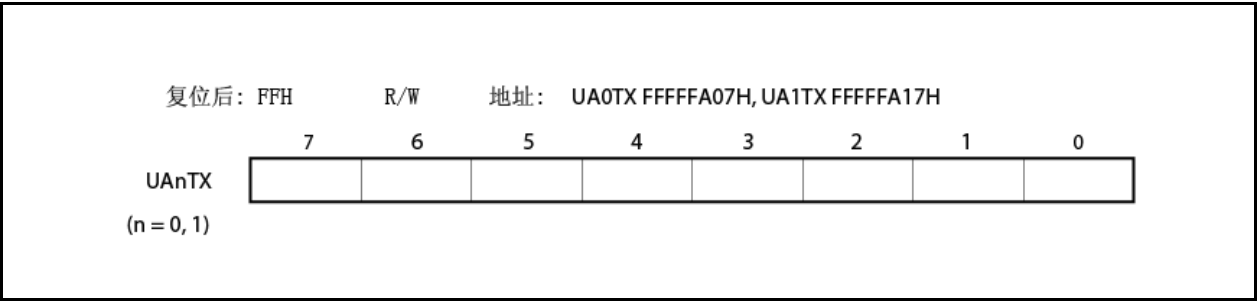 复位后: FFH R/W 地址: UA0TX FFFFFA07H, UA1TX FFFFFA17H
7 6 5 4 3 2 1 0
UAnTX
(n = 0, 1)